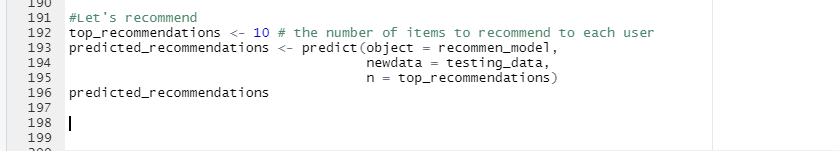 190
191 #Let's recommend
192 top_recommendations <- 10 # the number of items to recommend to each user
193 predicted_recommendations <- predict(object = recommen_model,
194 newdata = testing_data,
195 n = top_recommendations)
196 predicted_recommendations
197
198
199
200